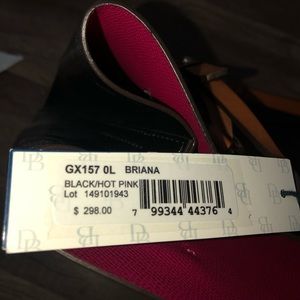 GX157 0L BRIANA
BLACK/HOT PINK
Lot 149101943
$ 298.00
7 99344 44376 4